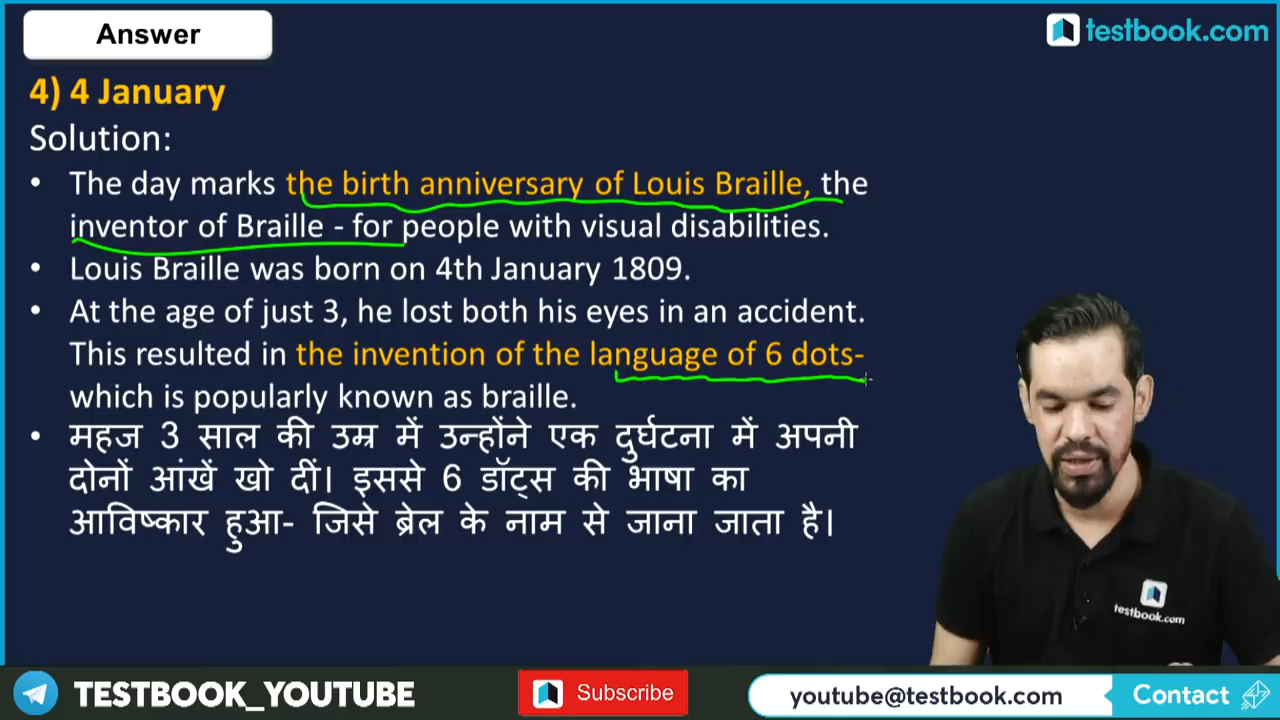 Answer
testbook.com
4) 4 January
Solution:
• The day marks the birth anniversary of Louis Braille, the
inventor of Braille - for people with visual disabilities.
• Louis Braille was born on 4th January 1809.
• At the age of just 3, he lost both his eyes in an accident.
This resulted in the invention of the language of 6 dots-
which is popularly known as braille.
• महज 3 साल की उम्र में उन्होंने एक दुर्घटना में अपनी
दोनों आंखें खो दीं। इससे 6 डॉट्स की भाषा का
आविष्कार हुआ- जिसे ब्रेल के नाम से जाना जाता है।
testbook.com
TESTBOOK_YOUTUBE
Subscribe
youtube@testbook.com
Contact